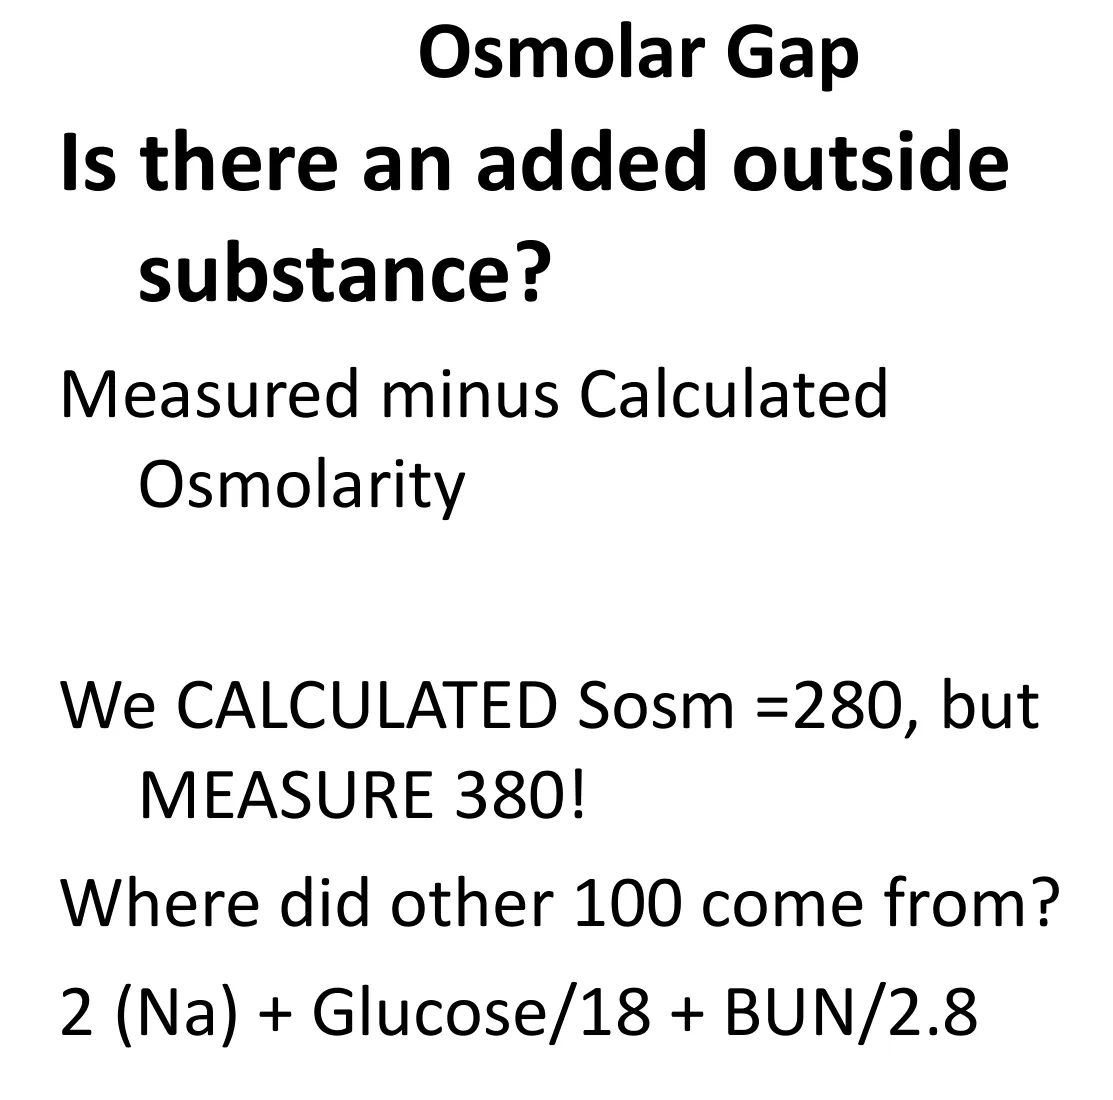 Osmolar Gap
Is there an added outside
substance?
Measured minus Calculated
Osmolarity
We CALCULATED Sosm =280, but
MEASURE 380!
Where did other 100 come from?
2 (Na) + Glucose/18 + BUN/2.8